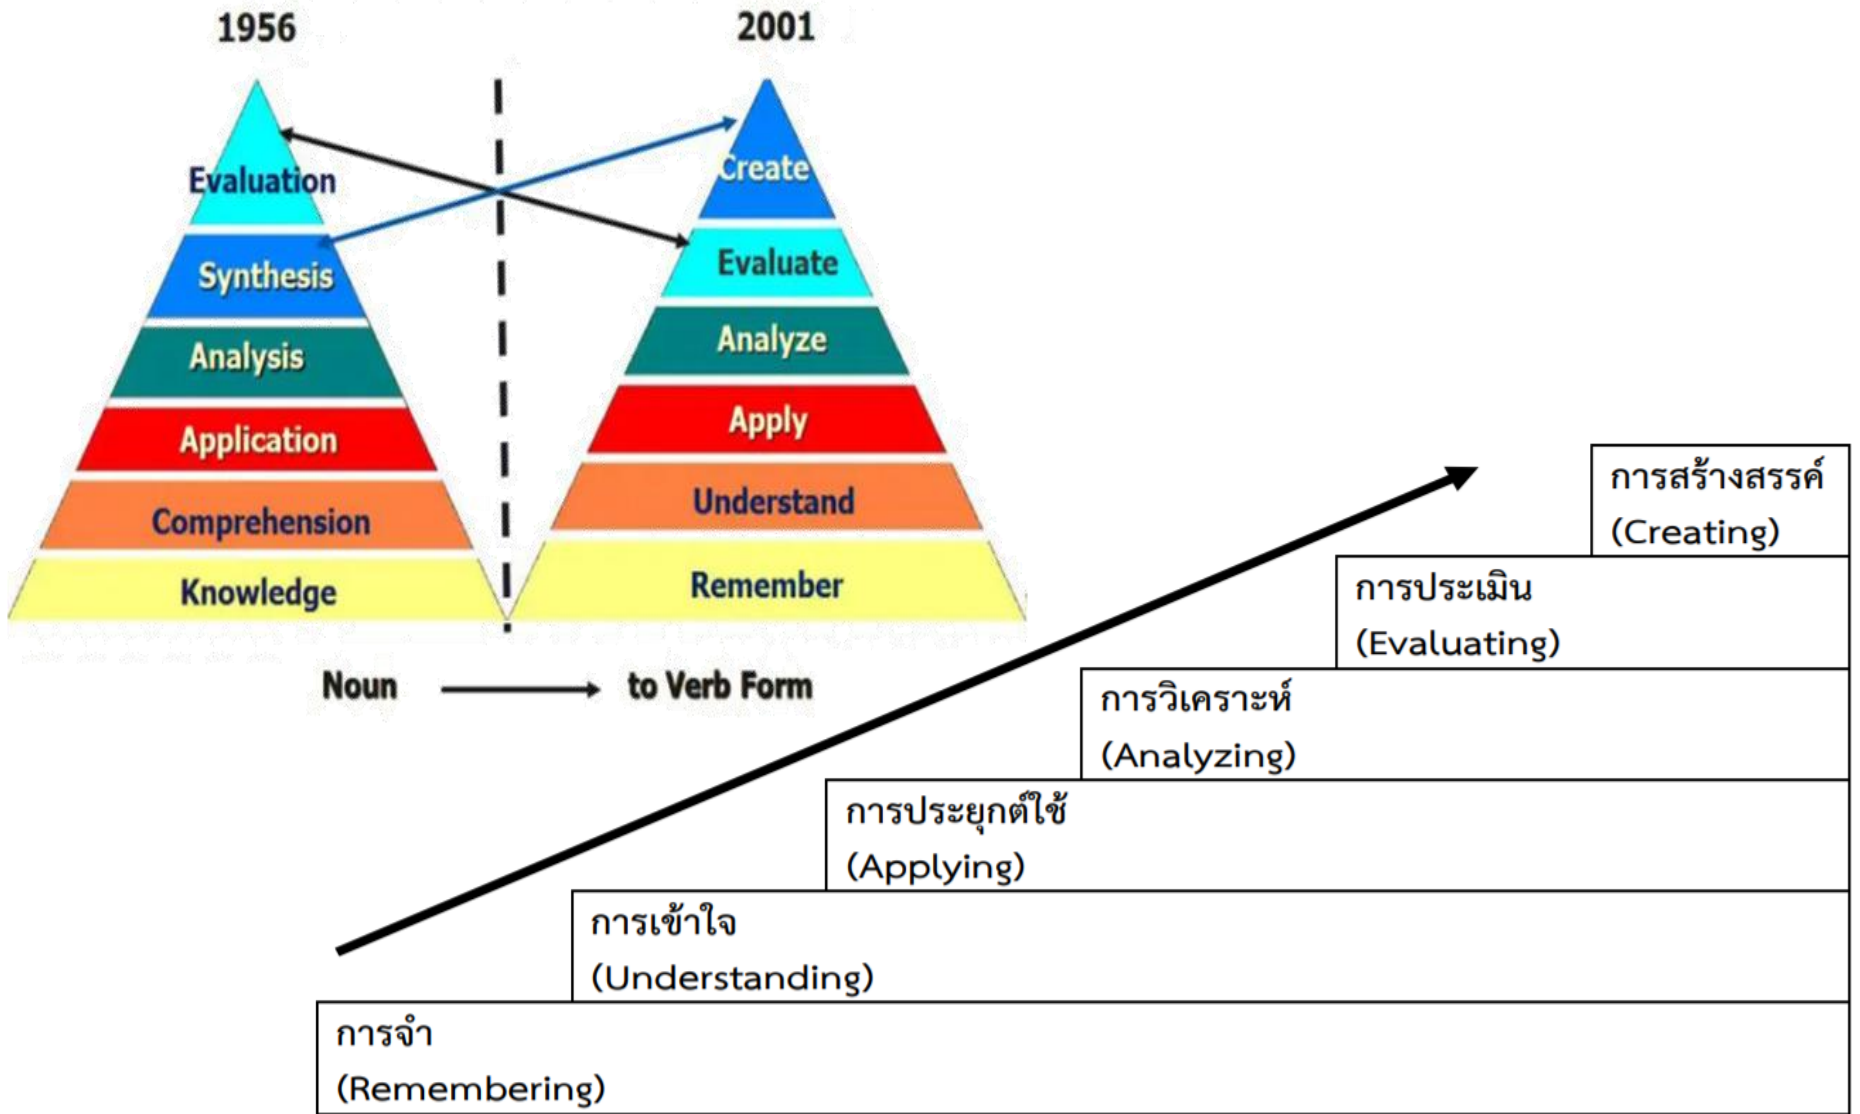 1956
2001
Evaluation
Synthesis
Analysis
Application
Comprehension
Knowledge
Create
Evaluate
Analyze
Apply
Understand
Remember
Noun
to Verb Form
การสร้างสรรค์
(Creating)
การประเมิน
(Evaluating)
การวิเคราะห์
(Analyzing)
การประยุกต์ใช้
(Applying)
การเข้าใจ
(Understanding)
การจำ
(Remembering)